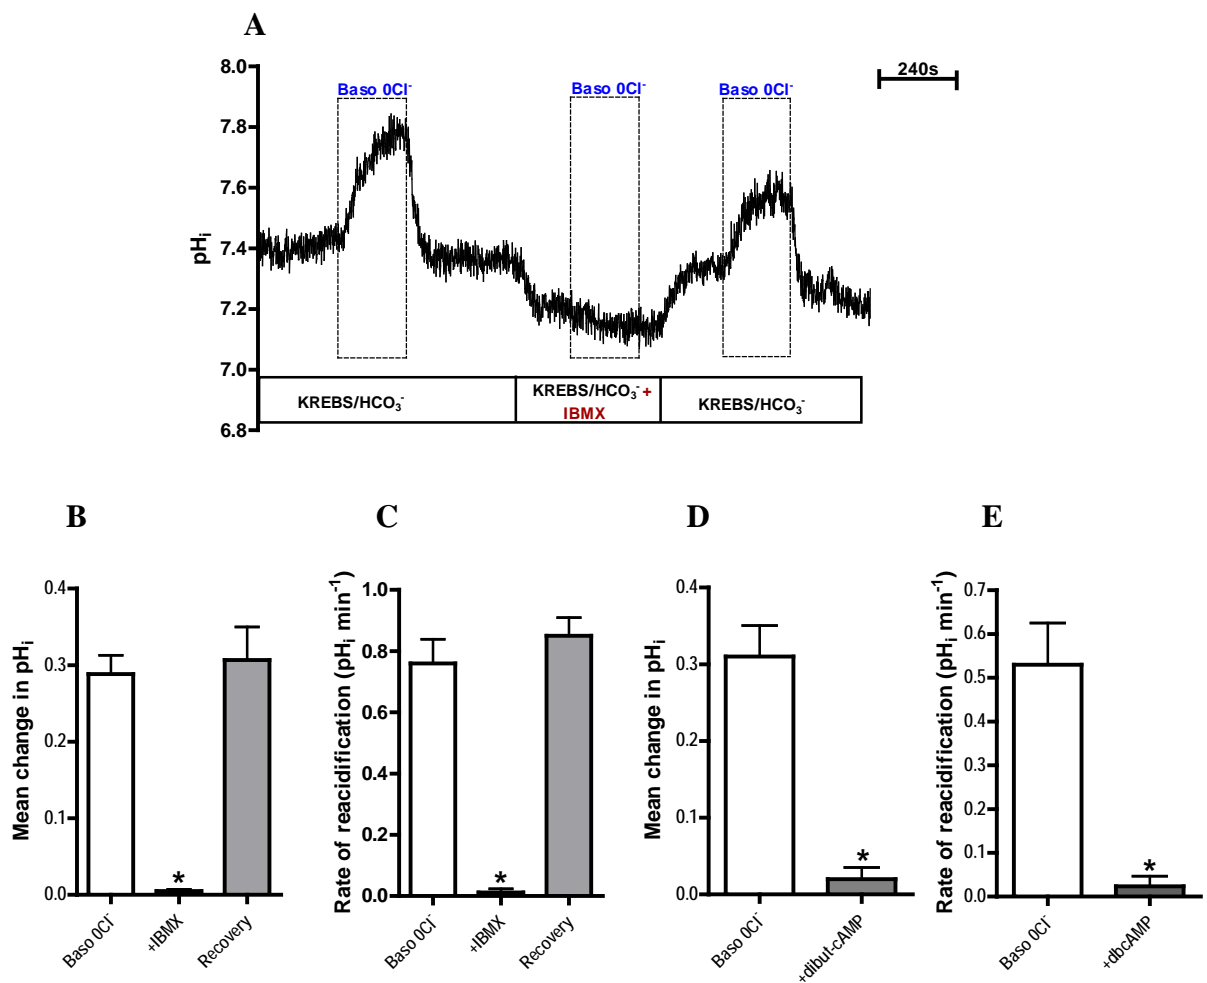 A
8.0
7.8
7.6
7.4
7.2
7.0
6.8
pHi
Baso 0Cl⁻
Baso 0Cl⁻
Baso 0Cl⁻
240s
KREBS/HCO₃⁻
KREBS/HCO₃⁻ +
IBMX
KREBS/HCO₃⁻
B
Mean change in pHi
0.4
0.3
0.2
0.1
0.0
*
Baso 0Cl⁻
+IBMX
Recovery
C
Rate of reacidification (pHi min⁻¹)
1.0
0.8
0.6
0.4
0.2
0.0
*
Baso 0Cl⁻
+IBMX
Recovery
D
Mean change in pHi
0.4
0.3
0.2
0.1
0.0
*
Baso 0Cl⁻
+dibut-cAMP
E
Rate of reacidification (pHi min⁻¹)
0.7
0.6
0.5
0.4
0.3
0.2
0.1
0.0
*
Baso 0Cl⁻
+dbcAMP